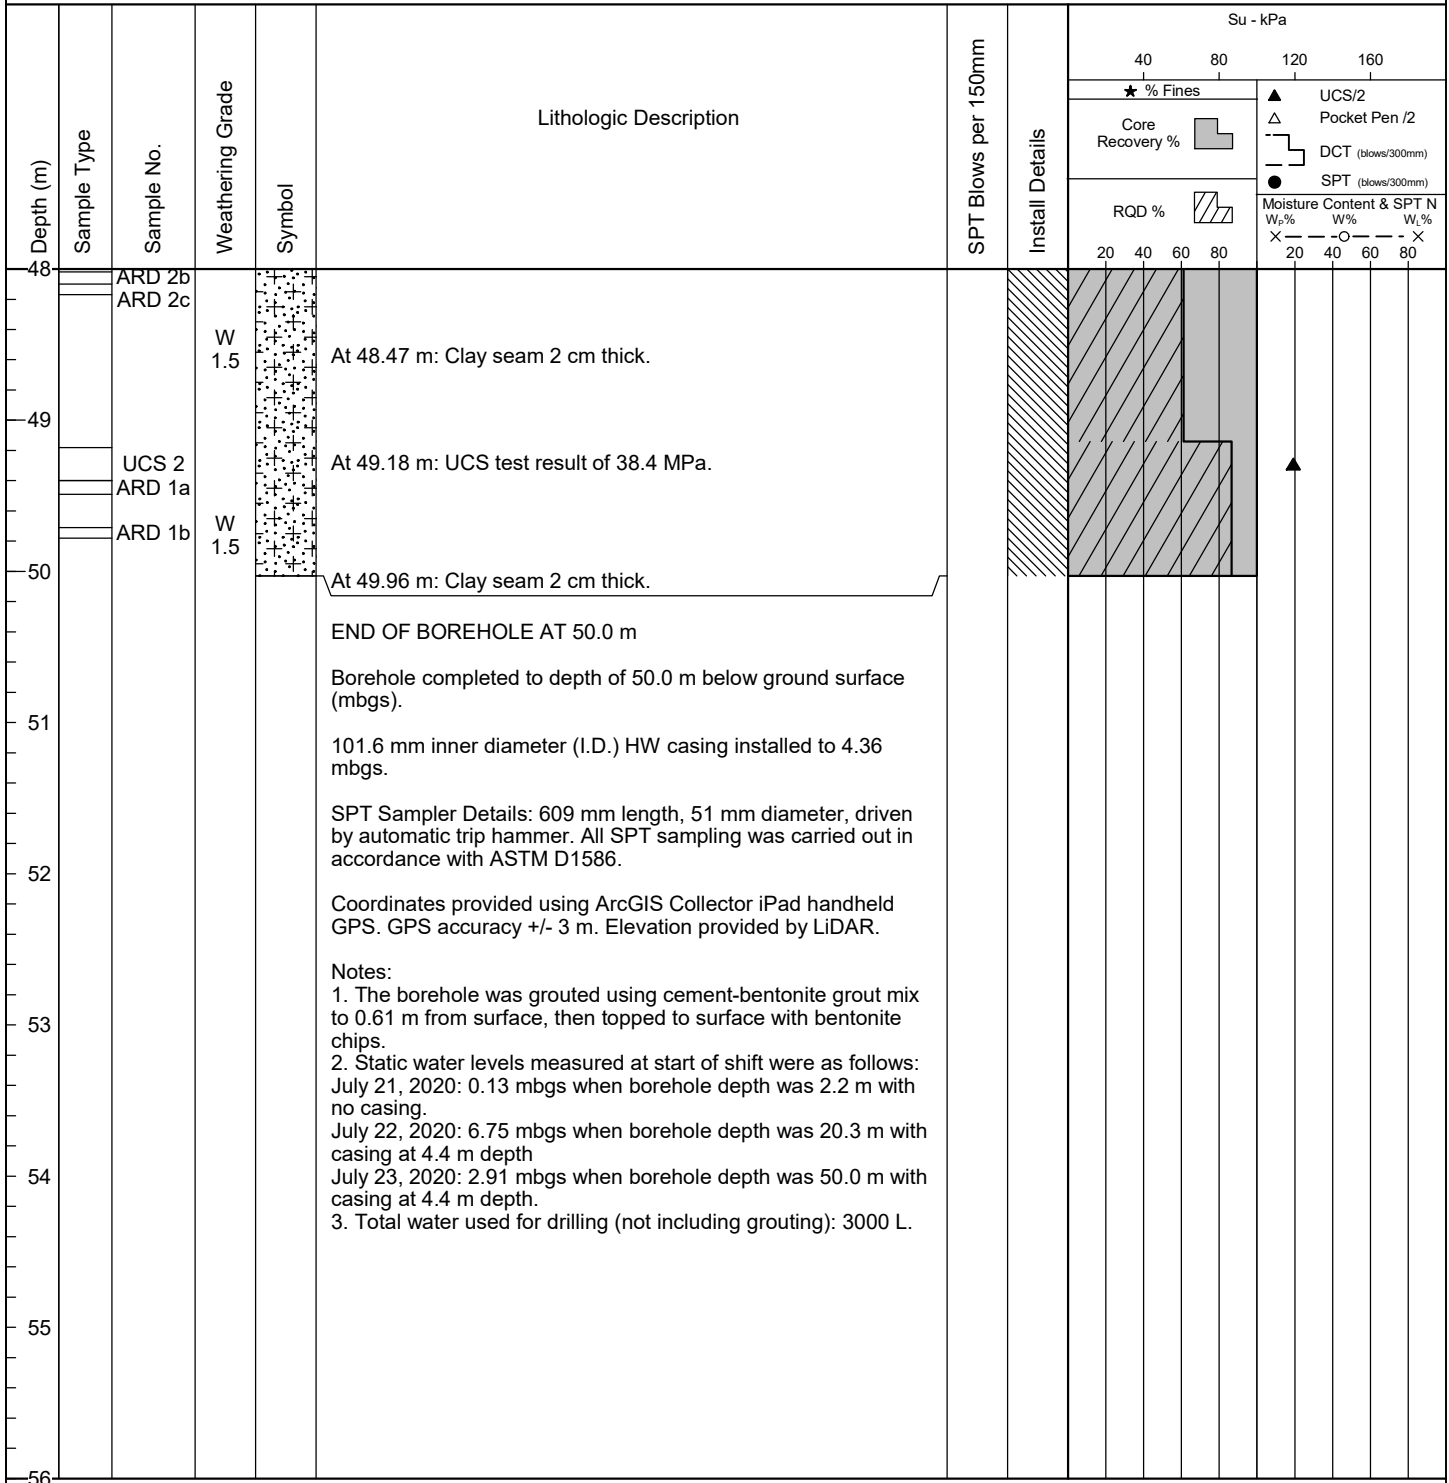 Depth (m)
Sample Type
Sample No.
Weathering Grade
Symbol
Lithologic Description
SPT Blows per 150mm
Install Details
Su - kPa
40 80 120 160
★ % Fines
Core
Recovery %
RQD %
20 40 60 80
▲ UCS/2
△ Pocket Pen /2
DCT (blows/300mm)
● SPT (blows/300mm)
Moisture Content & SPT N
WP% W% WL%
20 40 60 80
48
ARD 2b
ARD 2c
W
1.5
At 48.47 m: Clay seam 2 cm thick.
49
UCS 2
At 49.18 m: UCS test result of 38.4 MPa.
ARD 1a
ARD 1b
W
1.5
50
At 49.96 m: Clay seam 2 cm thick.
END OF BOREHOLE AT 50.0 m
Borehole completed to depth of 50.0 m below ground surface
(mbgs).
51
101.6 mm inner diameter (I.D.) HW casing installed to 4.36
mbgs.
SPT Sampler Details: 609 mm length, 51 mm diameter, driven
by automatic trip hammer. All SPT sampling was carried out in
accordance with ASTM D1586.
52
Coordinates provided using ArcGIS Collector iPad handheld
GPS. GPS accuracy +/- 3 m. Elevation provided by LiDAR.
Notes:
1. The borehole was grouted using cement-bentonite grout mix
to 0.61 m from surface, then topped to surface with bentonite
chips.
53
2. Static water levels measured at start of shift were as follows:
July 21, 2020: 0.13 mbgs when borehole depth was 2.2 m with
no casing.
July 22, 2020: 6.75 mbgs when borehole depth was 20.3 m with
casing at 4.4 m depth
54
July 23, 2020: 2.91 mbgs when borehole depth was 50.0 m with
casing at 4.4 m depth.
3. Total water used for drilling (not including grouting): 3000 L.
55
56